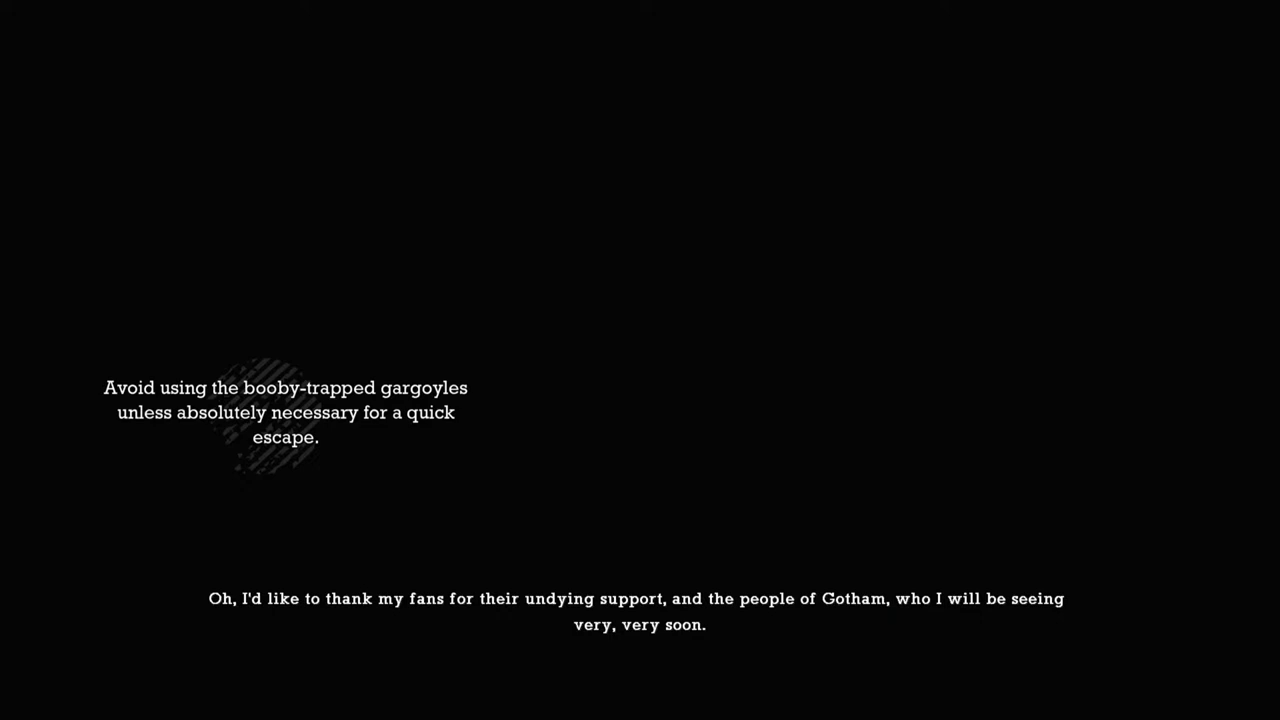 Avoid using the booby-trapped gargoyles
unless absolutely necessary for a quick
escape.
Oh, I'd like to thank my fans for their undying support, and the people of Gotham, who I will be seeing
very, very soon.